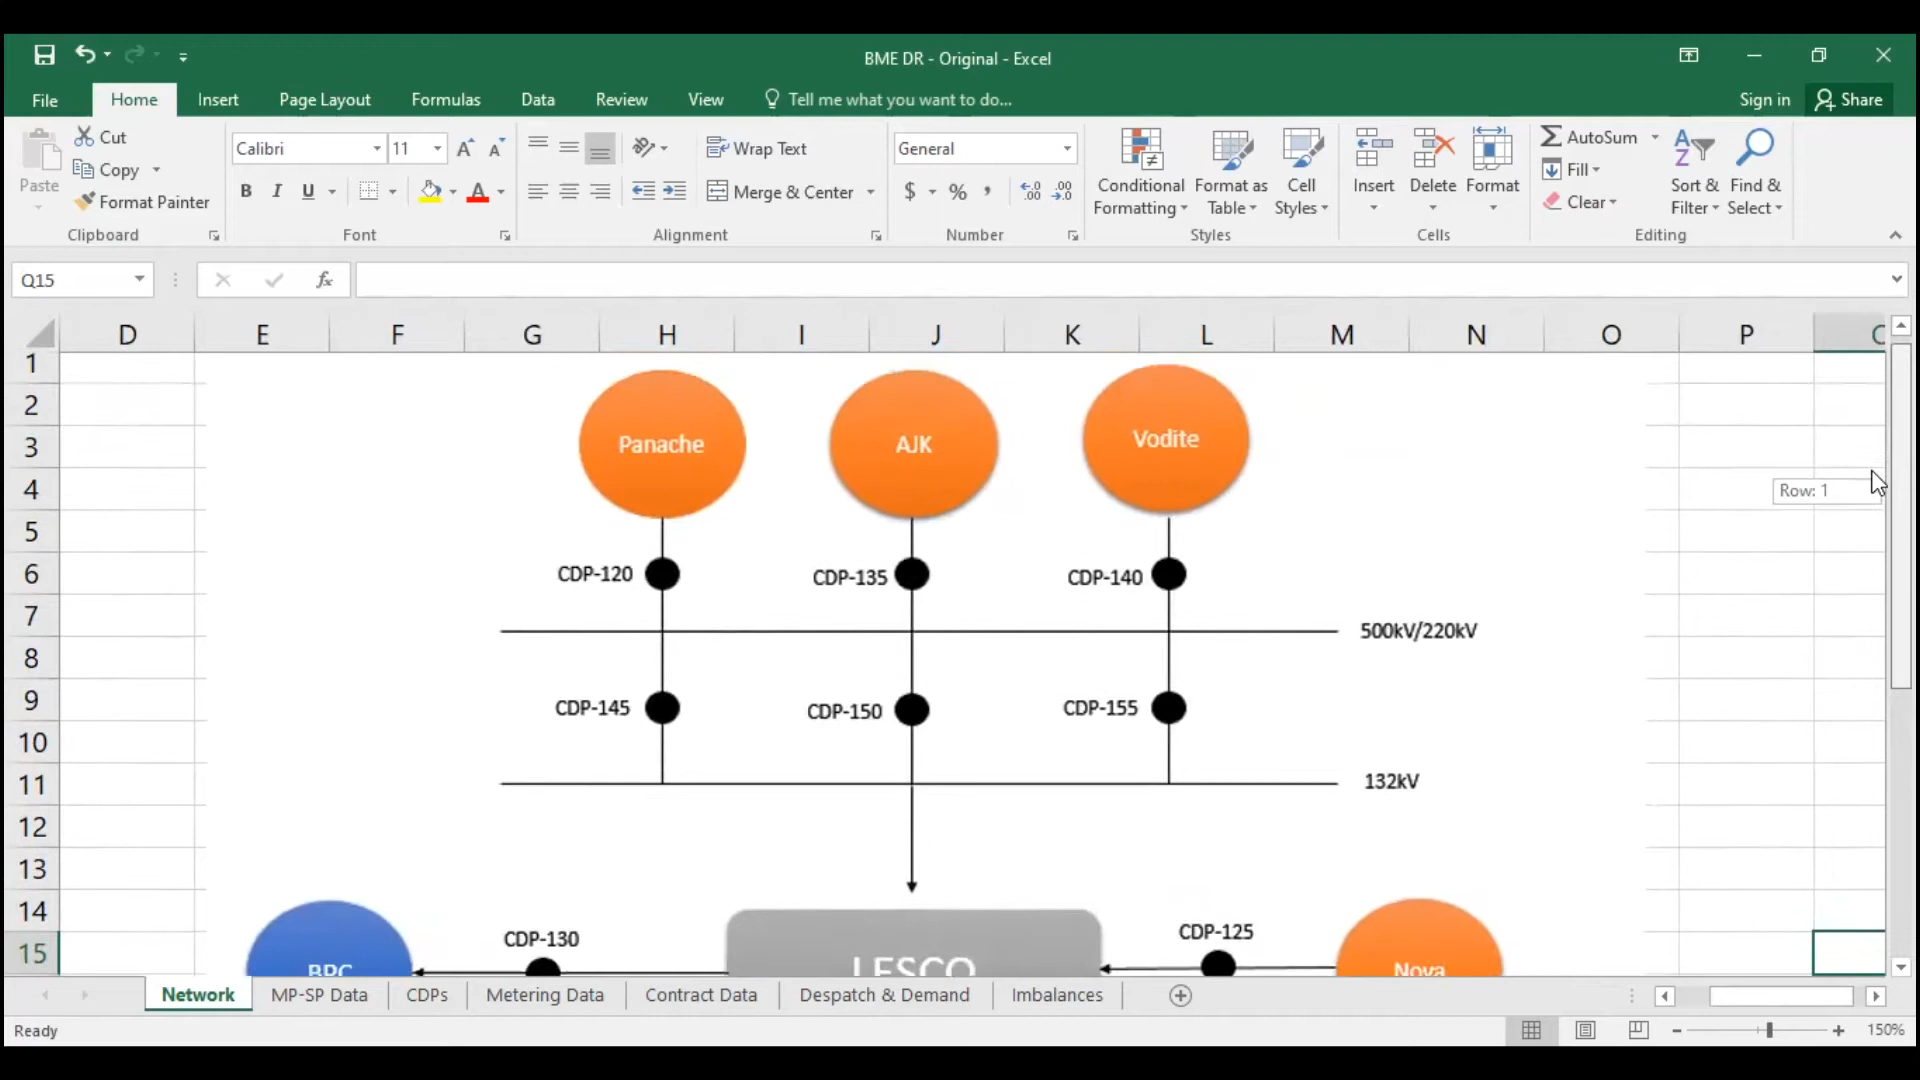 BME DR - Original - Excel
File Home Insert Page Layout Formulas Data Review View Tell me what you want to do... Sign in Share
Paste Cut Copy Format Painter Clipboard
Calibri 11 A A B I U A Font
Wrap Text Merge & Center Alignment
General $ % , Number
Conditional Formatting Format as Table Cell Styles Styles
Insert Delete Format Cells
AutoSum Fill Clear Sort & Filter Find & Select Editing
Q15 fx
D E F G H I J K L M N O P
1
2
3
4
5
6
7
8
9
10
11
12
13
14
15
Panache AJK Vodite
Row: 1
CDP-120 CDP-135 CDP-140
500kV/220kV
CDP-145 CDP-150 CDP-155
132kV
CDP-130 CDP-125
BPC LESCO Nova
Network MP-SP Data CDPs Metering Data Contract Data Despatch & Demand Imbalances
Ready 150%